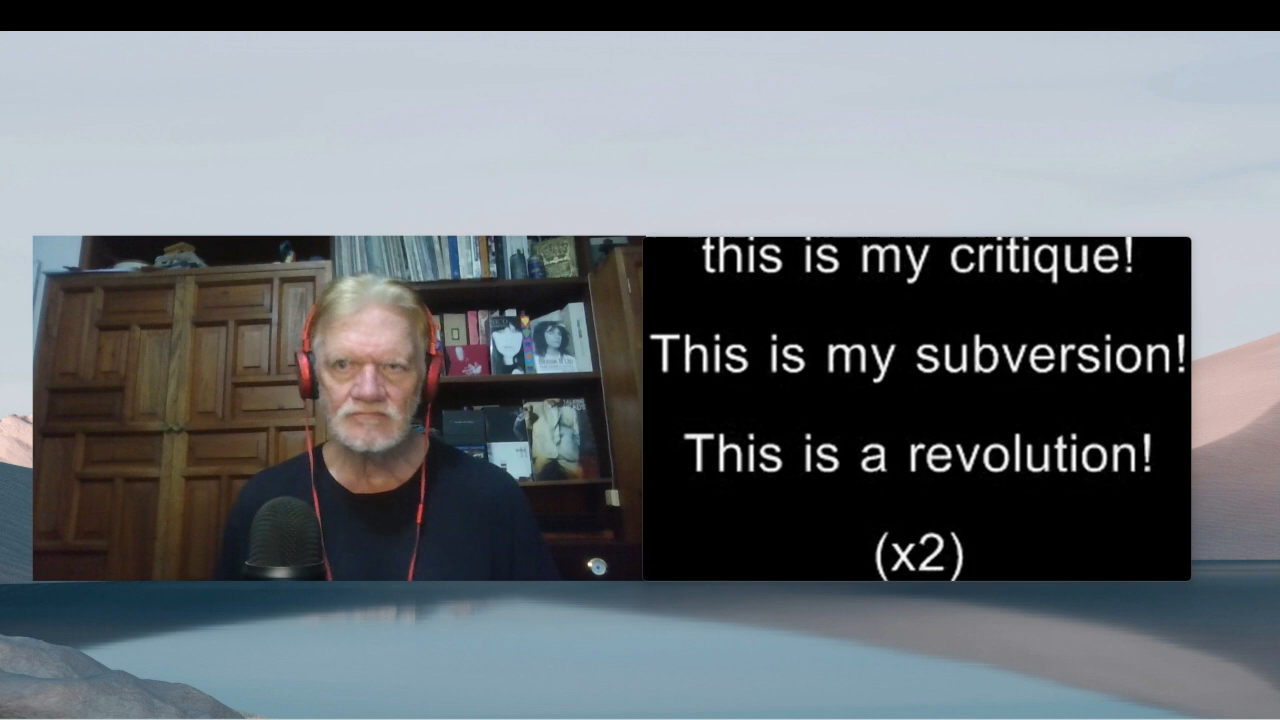 this is my critique!
This is my subversion!
This is a revolution!
(x2)